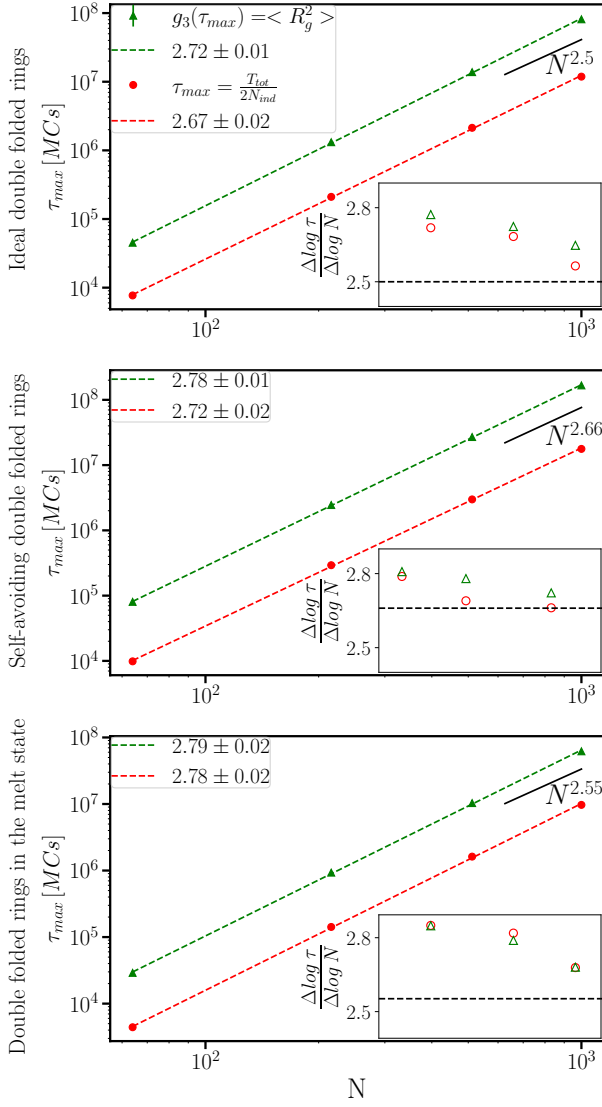 Ideal double folded rings
τ_max [MCs]
10^8
10^7
10^6
10^5
10^4
g_3(τ_max) =< R_g^2 >
2.72 ± 0.01
τ_max = T_tot / 2N_ind
2.67 ± 0.02
N^2.5
Δlog τ / Δlog N
2.8
2.5
10^2
10^3
Self-avoiding double folded rings
τ_max [MCs]
10^8
10^7
10^6
10^5
10^4
2.78 ± 0.01
2.72 ± 0.02
N^2.66
Δlog τ / Δlog N
2.8
2.5
10^2
10^3
Double folded rings in the melt state
τ_max [MCs]
10^8
10^7
10^6
10^5
10^4
2.79 ± 0.02
2.78 ± 0.02
N^2.55
Δlog τ / Δlog N
2.8
2.5
10^2
10^3
N